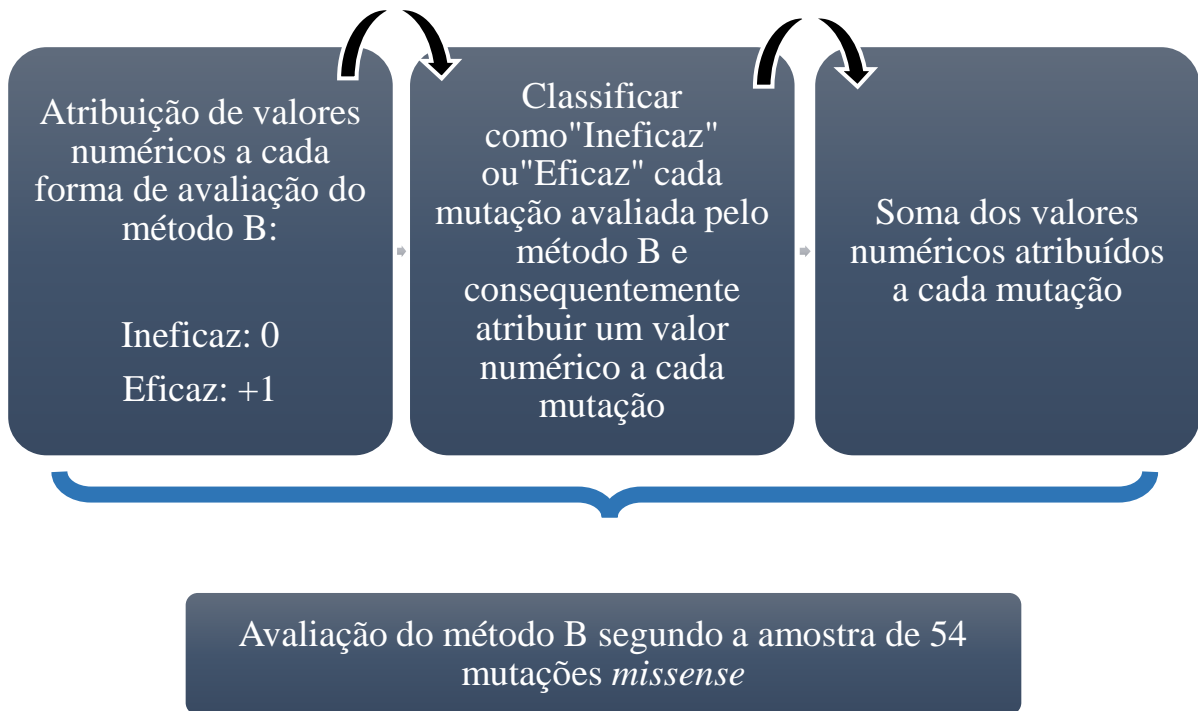 Atribuição de valores
numéricos a cada
forma de avaliação do
método B:
Ineficaz: 0
Eficaz: +1
Classificar
como"Ineficaz"
ou"Eficaz" cada
mutação avaliada pelo
método B e
consequentemente
atribuir um valor
numérico a cada
mutação
Soma dos valores
numéricos atribuídos
a cada mutação
Avaliação do método B segundo a amostra de 54
mutações missense